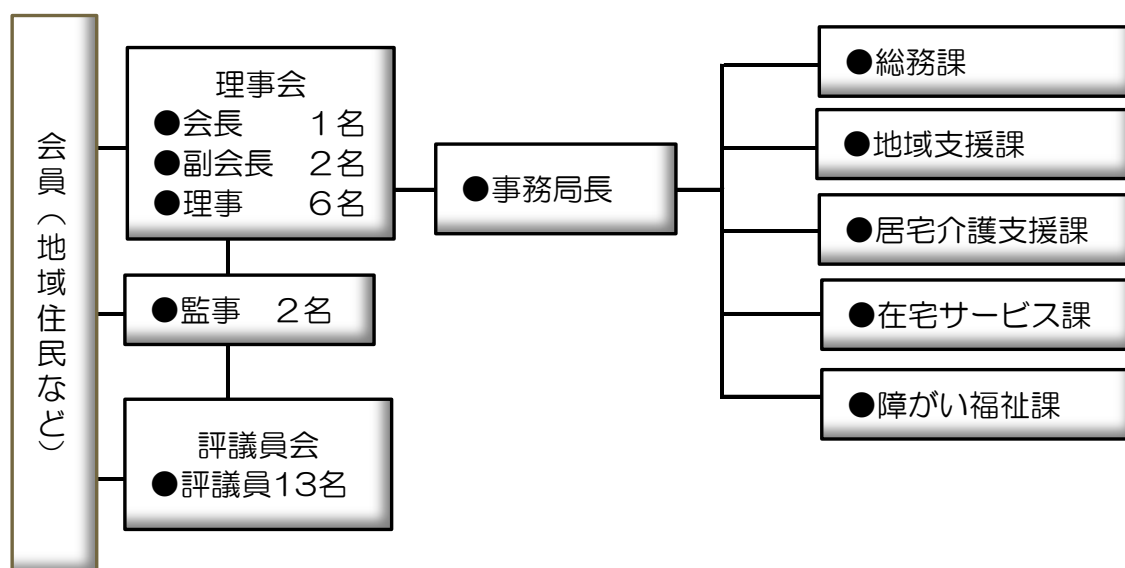 会員（地域住民など）
理事会
●会長　　１名
●副会長　２名
●理事　　６名
●監事　２名
評議員会
●評議員13名
●事務局長
●総務課
●地域支援課
●居宅介護支援課
●在宅サービス課
●障がい福祉課